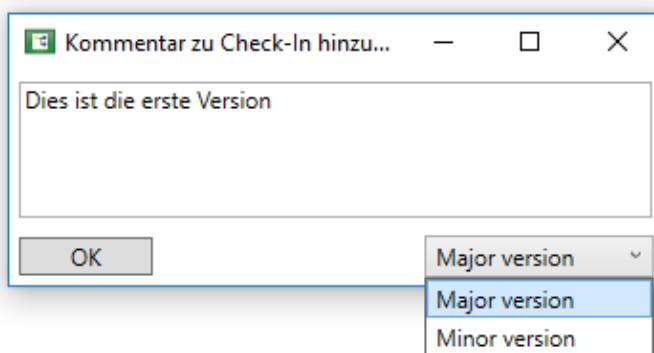 Kommentar zu Check-In hinzu...
Dies ist die erste Version
OK
Major version
Major version
Minor version